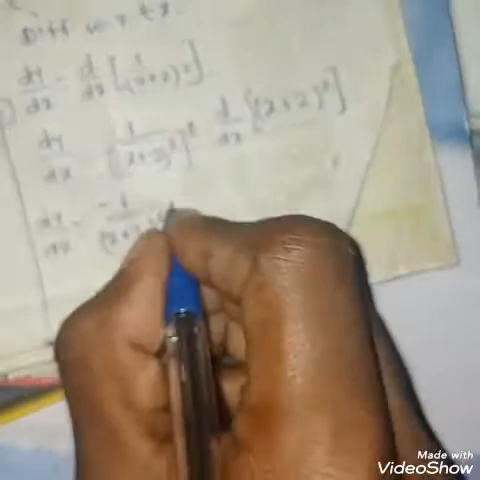 Diff w.r.t x.
dy/dx = d/dx [1/(x+2)²]
dy/dx = 1/[(x+2)²]² d/dx [(x+2)²]
dy/dx = -1/(x+2)
Made with
VideoShow